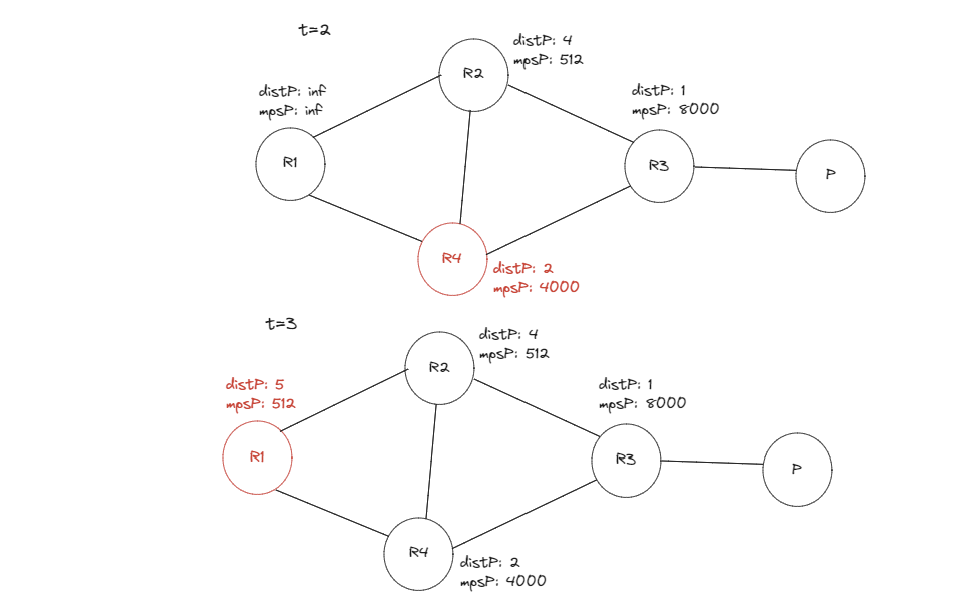 t=2
R2
distP: 4
mpsP: 512
distP: inf
mpsP: inf
distP: 1
mpsP: 8000
R1
R3
P
R4
distP: 2
mpsP: 4000
t=3
R2
distP: 4
mpsP: 512
distP: 5
mpsP: 512
distP: 1
mpsP: 8000
R1
R3
P
R4
distP: 2
mpsP: 4000